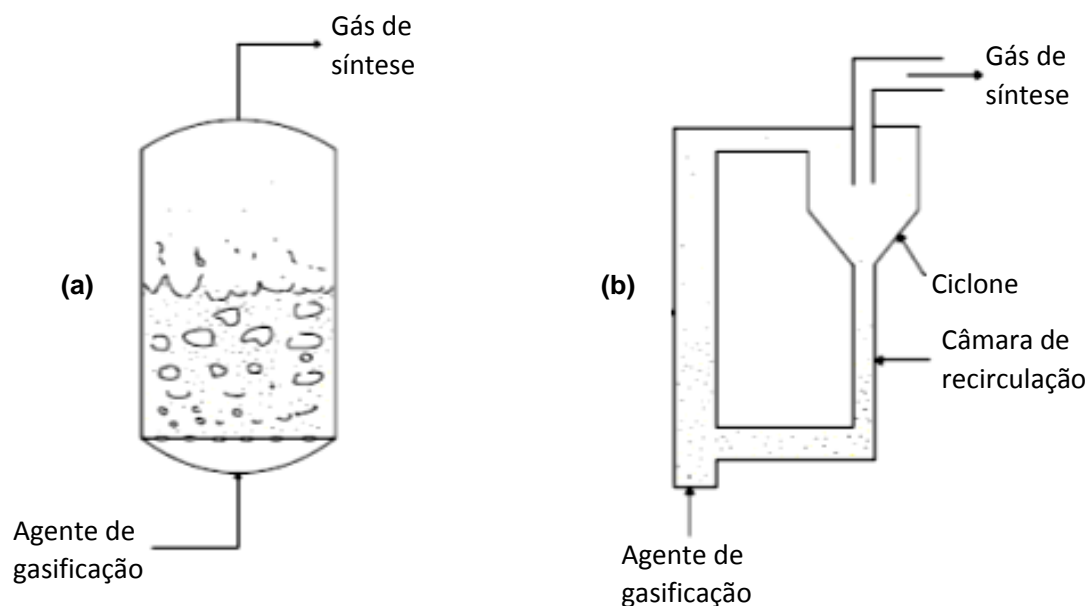 Gás de
síntese
(a)
Agente de
gasificação
Gás de
síntese
(b)
Ciclone
Câmara de
recirculação
Agente de
gasificação